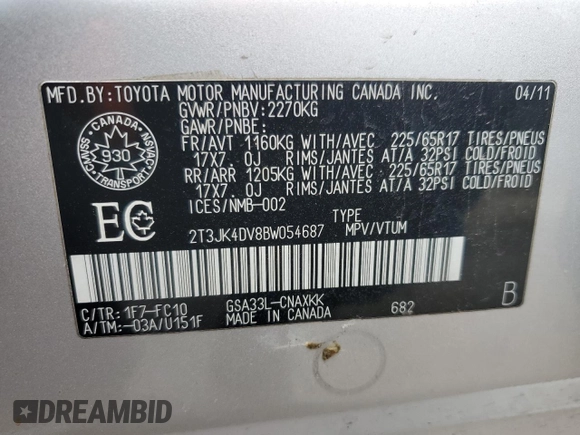 MFD.BY:TOYOTA MOTOR MANUFACTURING CANADA INC. 04/11
GVWR/PNBV:2270KG
GAWR/PNBE:
FR/AVT 1160KG WITH/AVEC 225/65R17 TIRES/PNEUS
17X7.0J RIMS/JANTES AT/A 32PSI COLD/FROID
RR/ARR 1205KG WITH/AVEC 225/65R17 TIRES/PNEUS
17X7.0J RIMS/JANTES AT/A 32PSI COLD/FROID
ICES/NMB-002
CANADA
930
TRANSPORT
CMVSS
NSVAC
EC
TYPE
2T3JK4DV8BW054687 MPV/VTUM
C/TR: 1F7-FC10 GSA33L-CNAXKK 682 B
A/TM:-03A/U151F MADE IN CANADA
DREAMBID